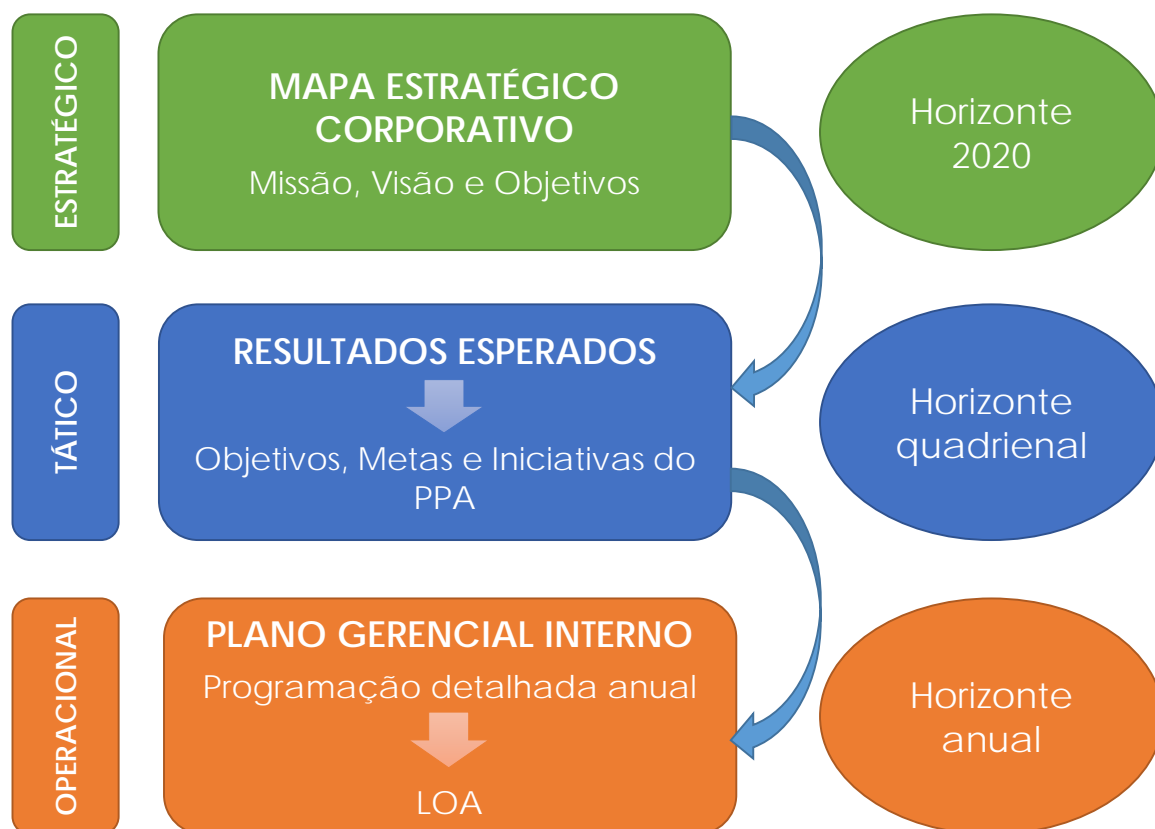 ESTRATÉGICO
MAPA ESTRATÉGICO
CORPORATIVO
Missão, Visão e Objetivos
Horizonte
2020
TÁTICO
RESULTADOS ESPERADOS
Objetivos, Metas e Iniciativas do
PPA
Horizonte
quadrienal
OPERACIONAL
PLANO GERENCIAL INTERNO
Programação detalhada anual
LOA
Horizonte
anual